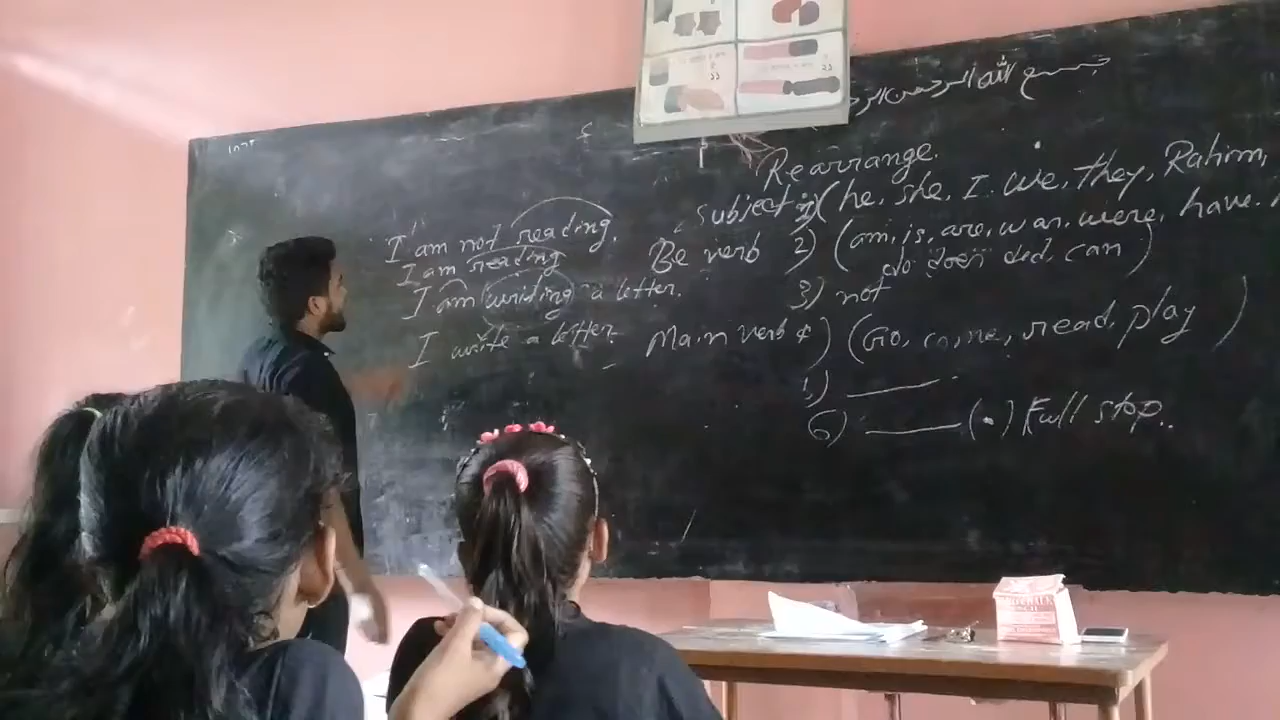 بسم الله الرحمن الرحيم
Rearrange.
Subject 1) (he, she, I, we, they, Rahim,
Be verb 2) (am, is, are, was, were, have,
do does did, can)
3) not
Main verb 4) (Go, come, read, play )
5) ____
6) ____ (.) Full stop.
I am not reading.
I am reading
I am writing a letter.
I write a letter.